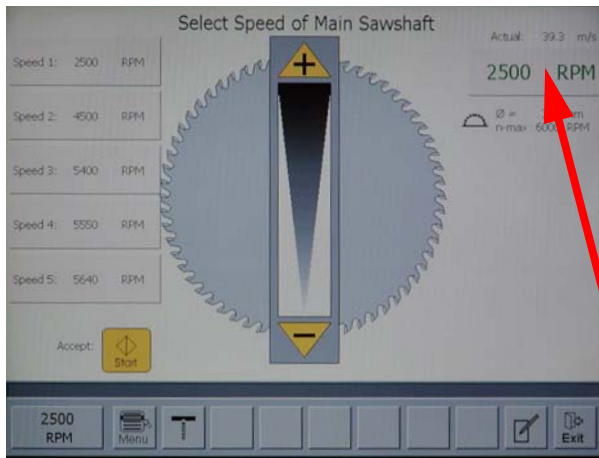 Select Speed of Main Sawshaft
Actual: 39.3 m/s
2500 RPM
Ø = m
n-max: 6000 RPM
Speed 1: 2500 RPM
Speed 2: 4500 RPM
Speed 3: 5400 RPM
Speed 4: 5550 RPM
Speed 5: 5640 RPM
+
−
Accept:
Start
2500
RPM
Menu
Exit